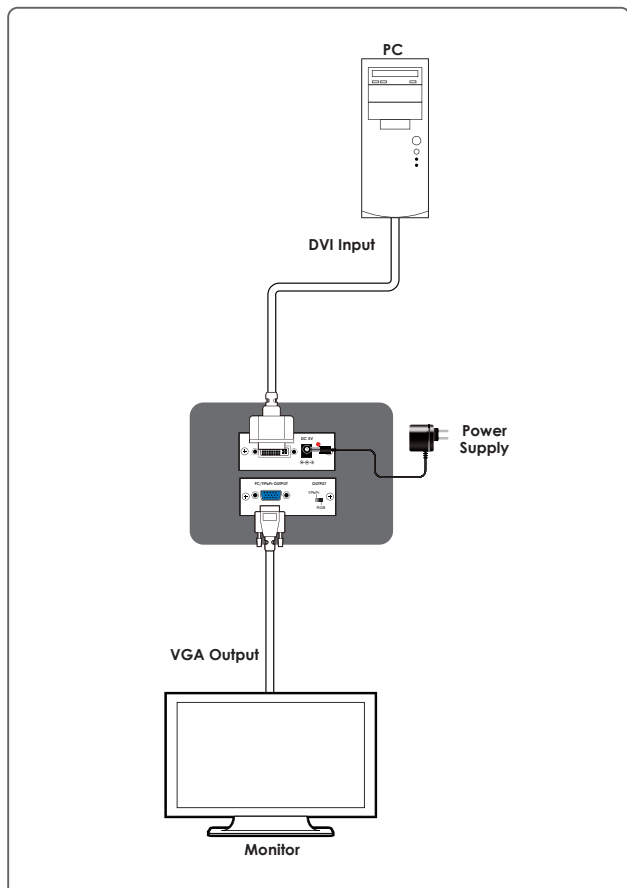 PC
DVI Input
DC 5V
Power
Supply
PC/YPbPr OUTPUT
OUTPUT
YPbPr
RGB
VGA Output
Monitor